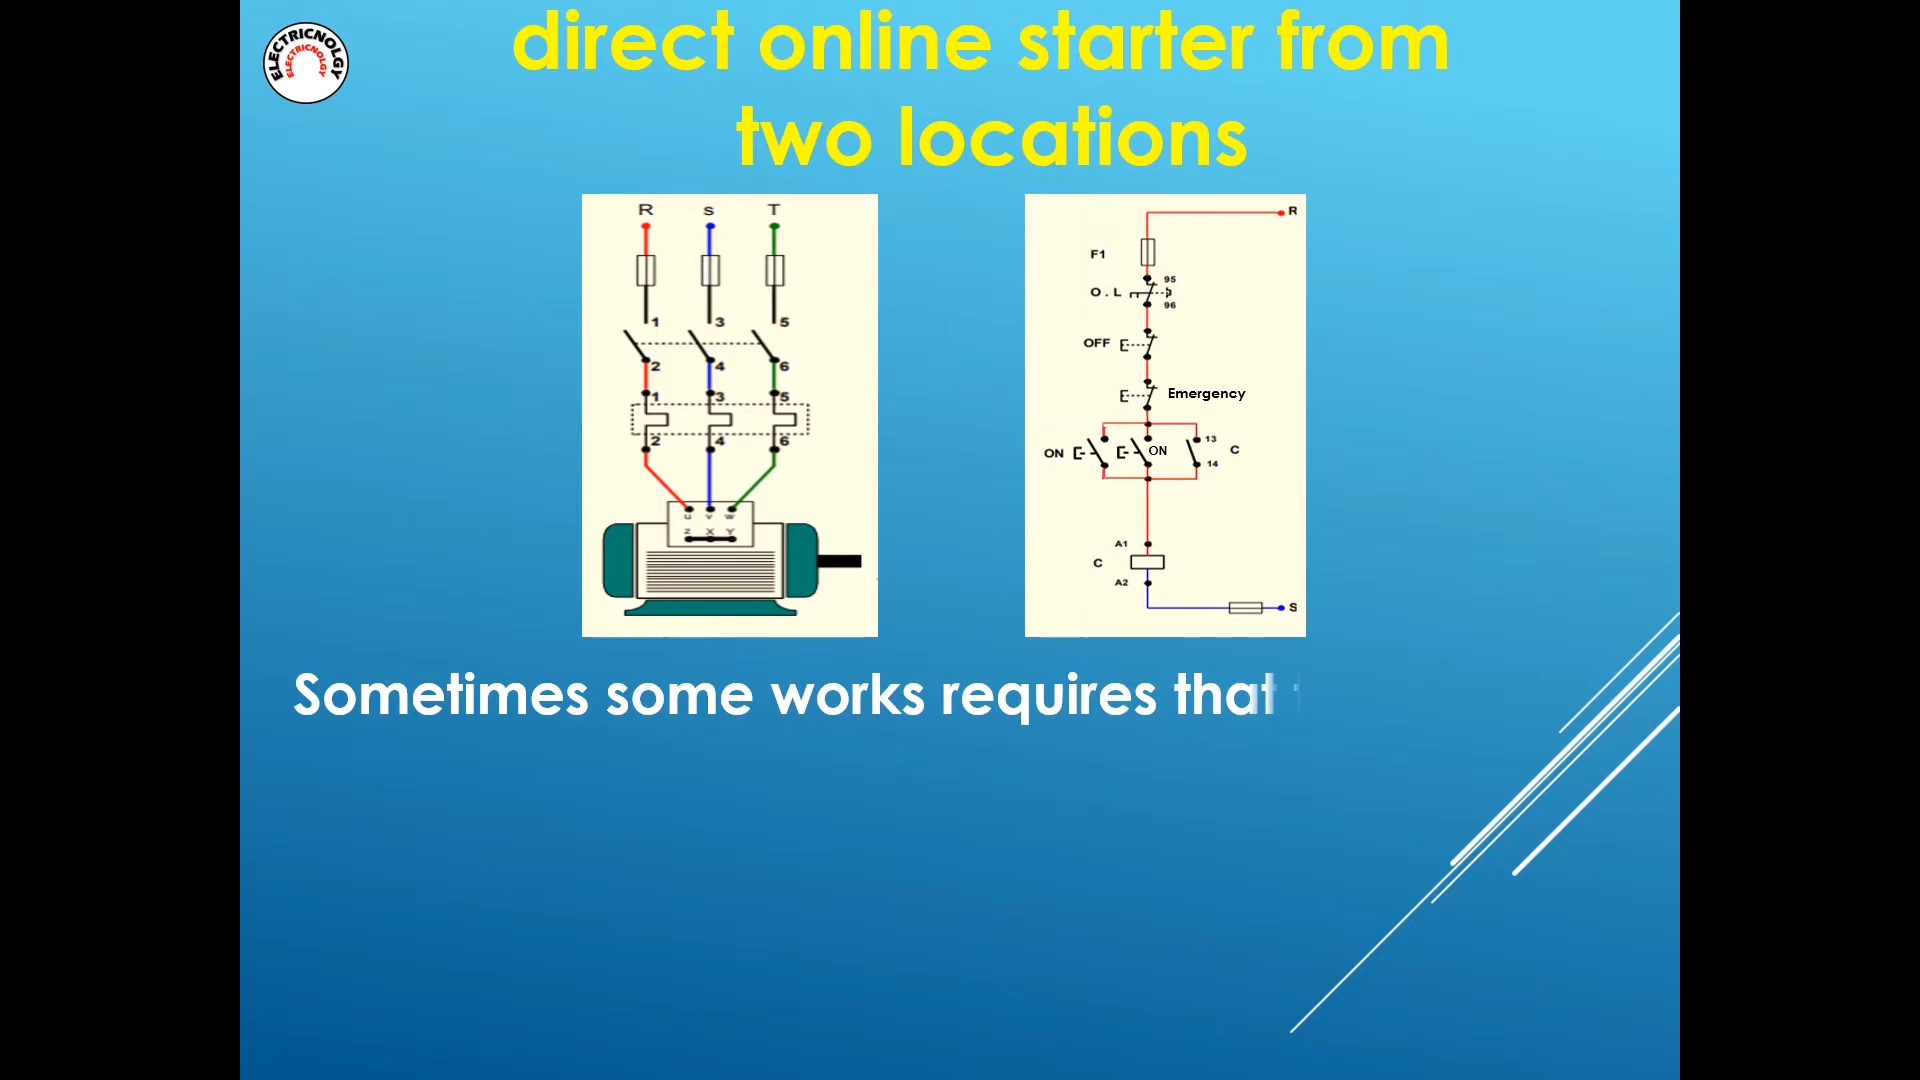 ELECTRICNOLGY
ELECTRICNOLGY
direct online starter from
two locations
R S T
1 3 5
2 4 6
1 3 5
2 4 6
U V W
Z X Y
R
F1
95
O . L
96
OFF
Emergency
13
ON ON C
14
A1
C
A2
S
Sometimes some works requires that